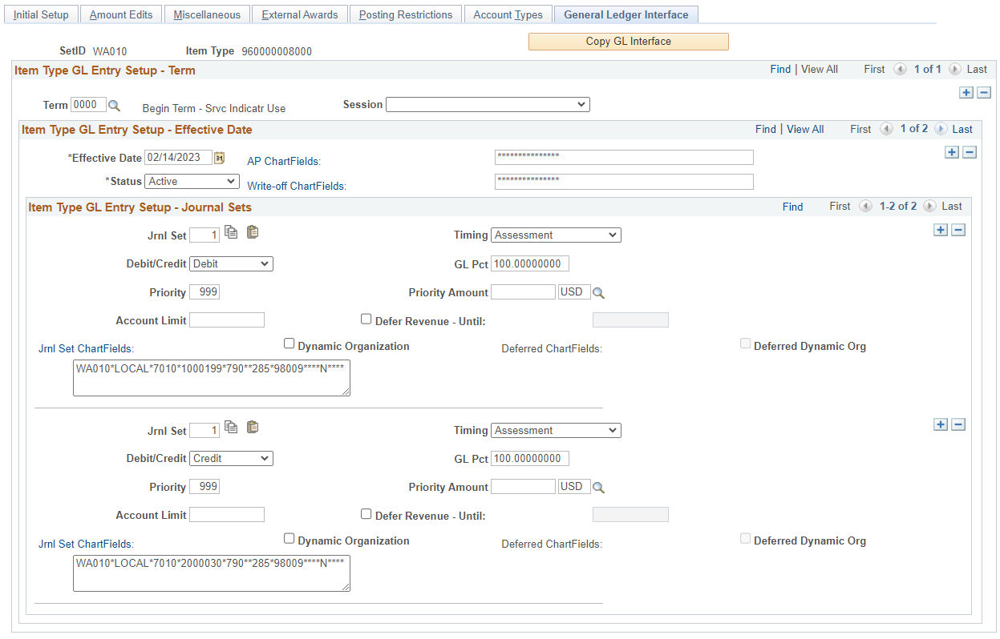 Initial Setup Amount Edits Miscellaneous External Awards Posting Restrictions Account Types General Ledger Interface
Copy GL Interface
SetID WA010 Item Type 960000008000
Item Type GL Entry Setup - Term Find | View All First 1 of 1 Last
Term 0000 Begin Term - Srvc Indicatr Use Session
Item Type GL Entry Setup - Effective Date Find | View All First 1 of 2 Last
*Effective Date 02/14/2023 31 AP ChartFields: ***************
*Status Active Write-off ChartFields: ***************
Item Type GL Entry Setup - Journal Sets Find First 1-2 of 2 Last
Jrnl Set 1 Timing Assessment
Debit/Credit Debit GL Pct 100.00000000
Priority 999 Priority Amount USD
Account Limit Defer Revenue - Until:
Jrnl Set ChartFields: Dynamic Organization Deferred ChartFields: Deferred Dynamic Org
WA010*LOCAL*7010*1000199*790**285*98009****N****
Jrnl Set 1 Timing Assessment
Debit/Credit Credit GL Pct 100.00000000
Priority 999 Priority Amount USD
Account Limit Defer Revenue - Until:
Jrnl Set ChartFields: Dynamic Organization Deferred ChartFields: Deferred Dynamic Org
WA010*LOCAL*7010*2000030*790**285*98009****N****